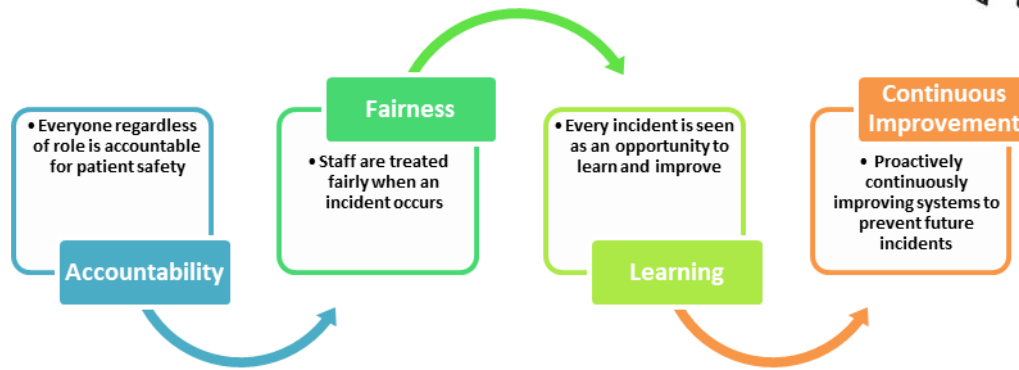 • Everyone regardless
of role is accountable
for patient safety
Accountability
Fairness
• Staff are treated
fairly when an
incident occurs
• Every incident is seen
as an opportunity to
learn and improve
Learning
Continuous
Improvement
• Proactively
continuously
improving systems to
prevent future
incidents